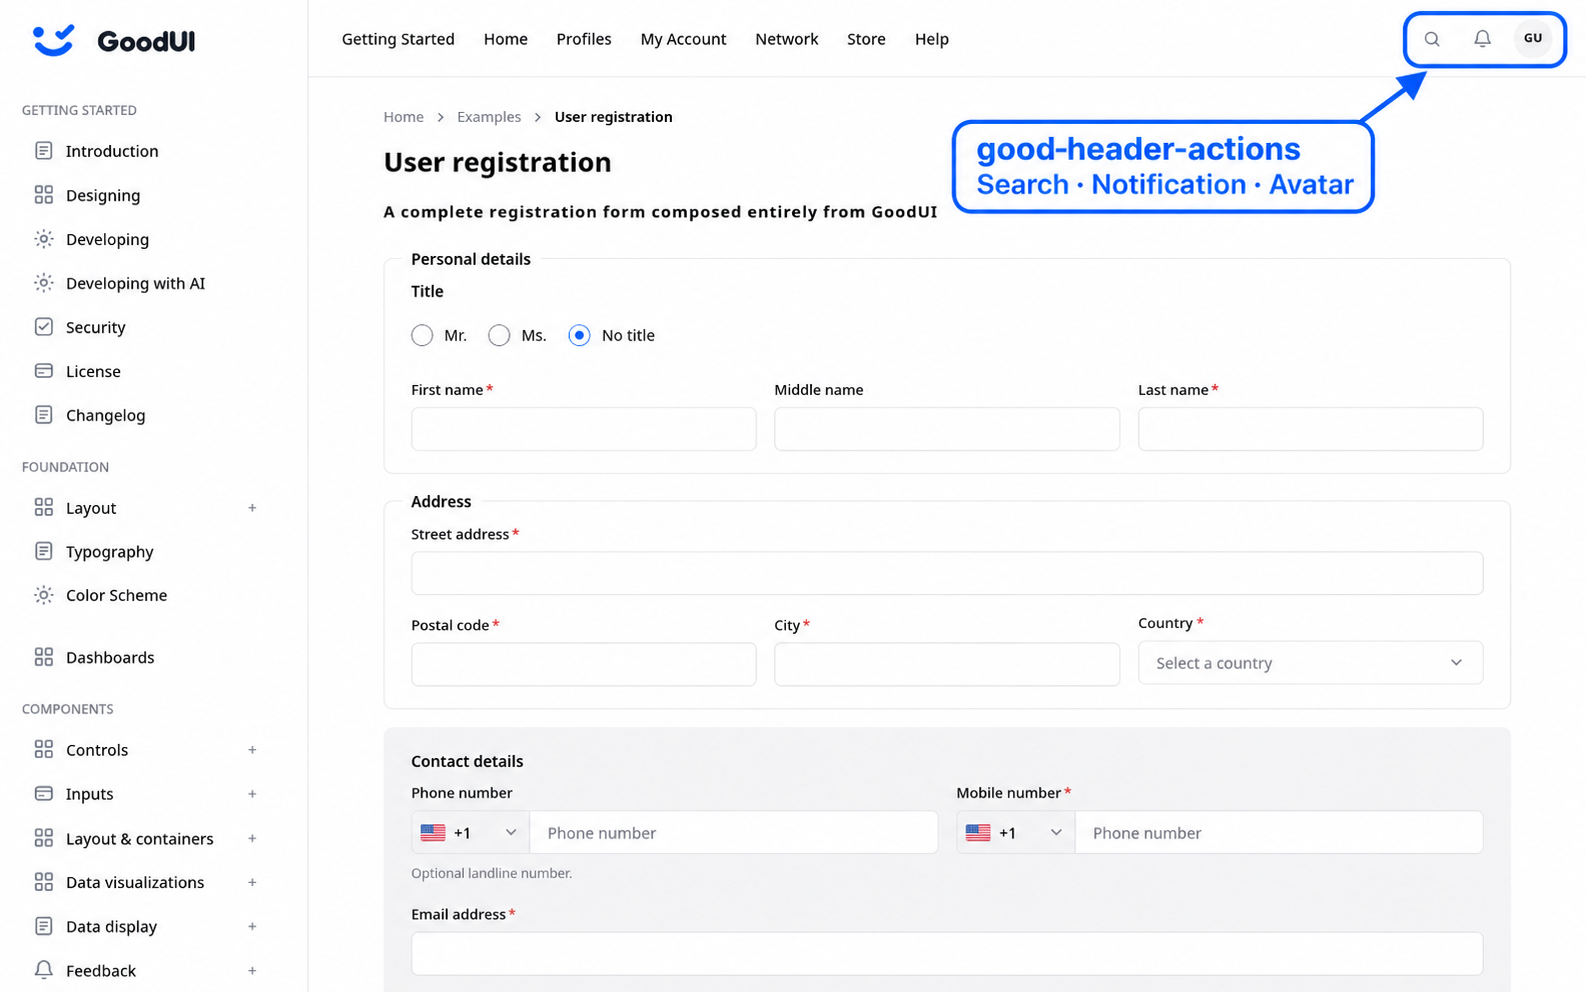 GoodUI
Getting Started Home Profiles My Account Network Store Help
GU
good-header-actions
Search · Notification · Avatar
GETTING STARTED
Introduction
Designing
Developing
Developing with AI
Security
License
Changelog
FOUNDATION
Layout +
Typography
Color Scheme
Dashboards
COMPONENTS
Controls +
Inputs +
Layout & containers +
Data visualizations +
Data display +
Feedback +
Home > Examples > User registration
User registration
A complete registration form composed entirely from GoodUI
Personal details
Title
Mr. Ms. No title
First name* Middle name Last name*
Address
Street address*
Postal code* City* Country *
Select a country
Contact details
Phone number Mobile number*
+1 Phone number +1 Phone number
Optional landline number.
Email address*